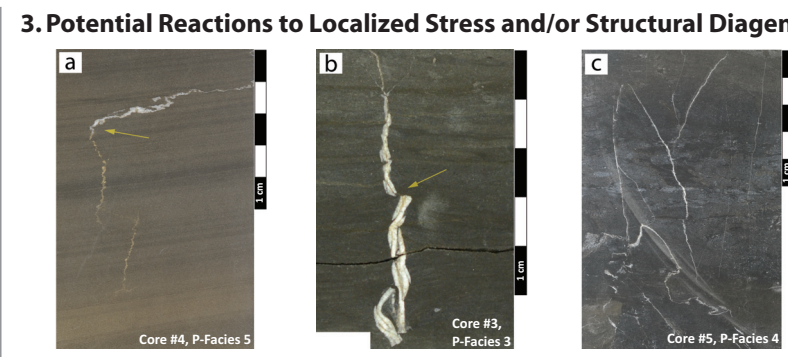 3. Potential Reactions to Localized Stress and/or Structural Diagen
a
1 cm
Core #4, P-Facies 5
b
1 cm
Core #3,
P-Facies 3
c
1 cm
Core #5, P-Facies 4